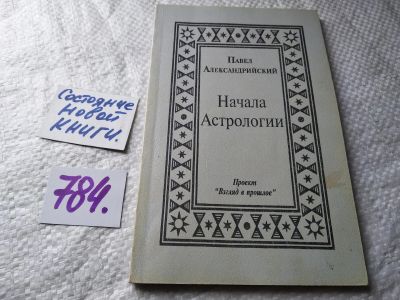 Состояние
новой
книги.
784.
Павел
Александрийский
Начала
Астрологии
Проект
"Взгляд в прошлое"